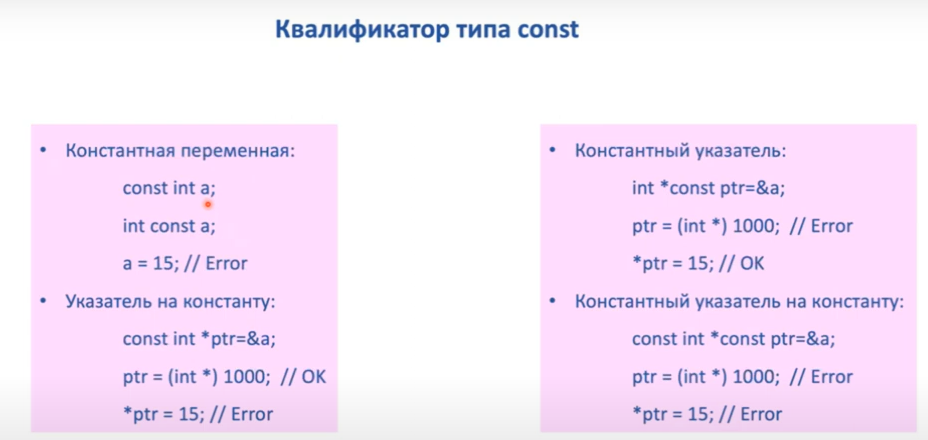 Квалификатор типа const
• Константная переменная:
const int a;
int const a;
a = 15; // Error
• Указатель на константу:
const int *ptr=&a;
ptr = (int *) 1000;  // OK
*ptr = 15; // Error
• Константный указатель:
int *const ptr=&a;
ptr = (int *) 1000;  // Error
*ptr = 15; // OK
• Константный указатель на константу:
const int *const ptr=&a;
ptr = (int *) 1000;  // Error
*ptr = 15; // Error